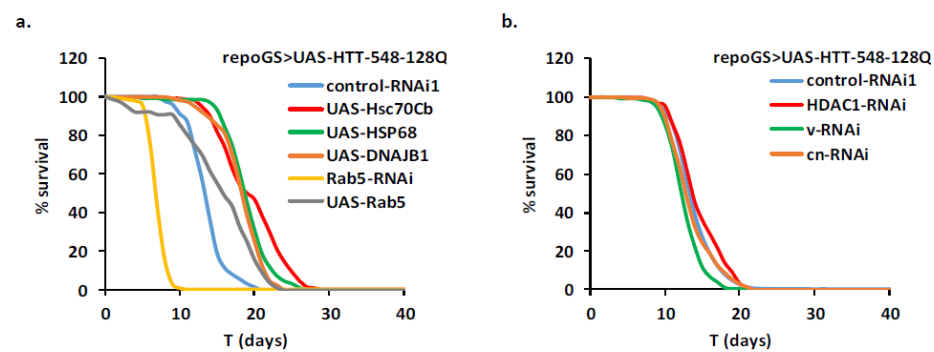 a.
repoGS>UAS-HTT-548-128Q
control-RNAi1
UAS-Hsc70Cb
UAS-HSP68
UAS-DNAJB1
Rab5-RNAi
UAS-Rab5
% survival
120
100
80
60
40
20
0
0 10 20 30 40
T (days)
b.
repoGS>UAS-HTT-548-128Q
control-RNAi1
HDAC1-RNAi
v-RNAi
cn-RNAi
% survival
120
100
80
60
40
20
0
0 10 20 30 40
T (days)